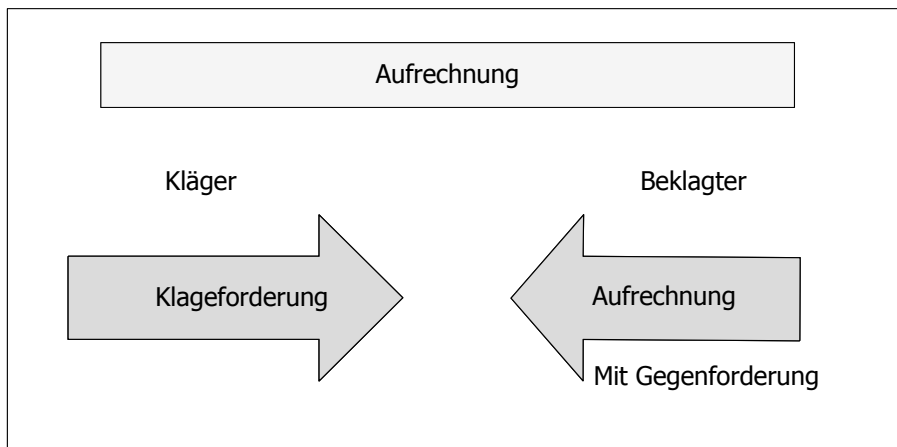 Aufrechnung
Kläger
Beklagter
Klageforderung
Aufrechnung
Mit Gegenforderung